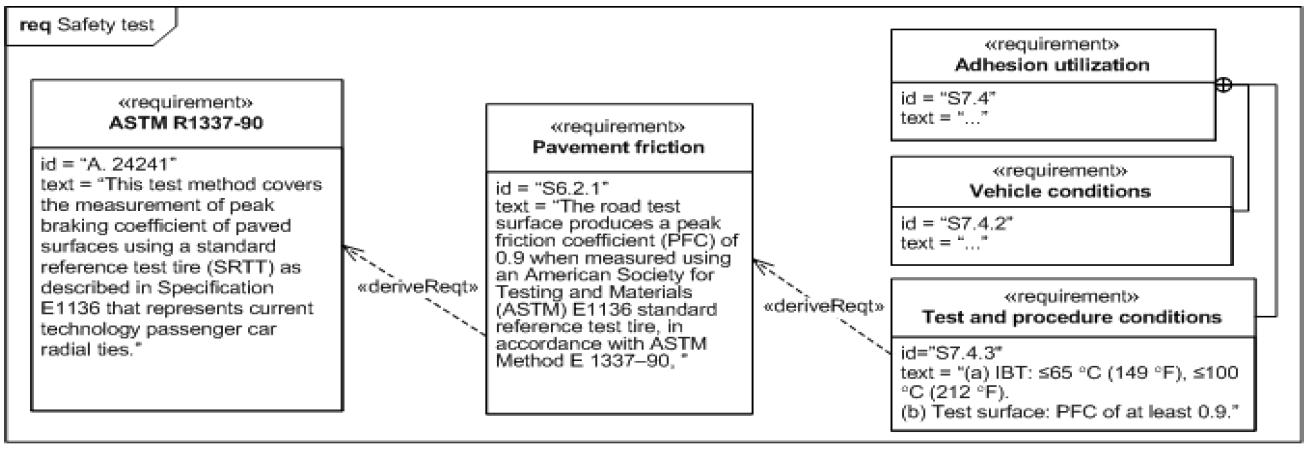 req Safety test
«requirement»
ASTM R1337-90
id = “A. 24241”
text = “This test method covers
the measurement of peak
braking coefficient of paved
surfaces using a standard
reference test tire (SRTT) as
described in Specification
E1136 that represents current
technology passenger car
radial ties.”
«deriveReqt»
«requirement»
Pavement friction
id = “S6.2.1”
text = “The road test
surface produces a peak
friction coefficient (PFC) of
0.9 when measured using
an American Society for
Testing and Materials
(ASTM) E1136 standard
reference test tire, in
accordance with ASTM
Method E 1337–90, ”
«deriveReqt»
«requirement»
Adhesion utilization
id = “S7.4”
text = “...”
«requirement»
Vehicle conditions
id = “S7.4.2”
text = “...”
«requirement»
Test and procedure conditions
id=“S7.4.3”
text = “(a) IBT: ≤65 °C (149 °F), ≤100
°C (212 °F).
(b) Test surface: PFC of at least 0.9.”